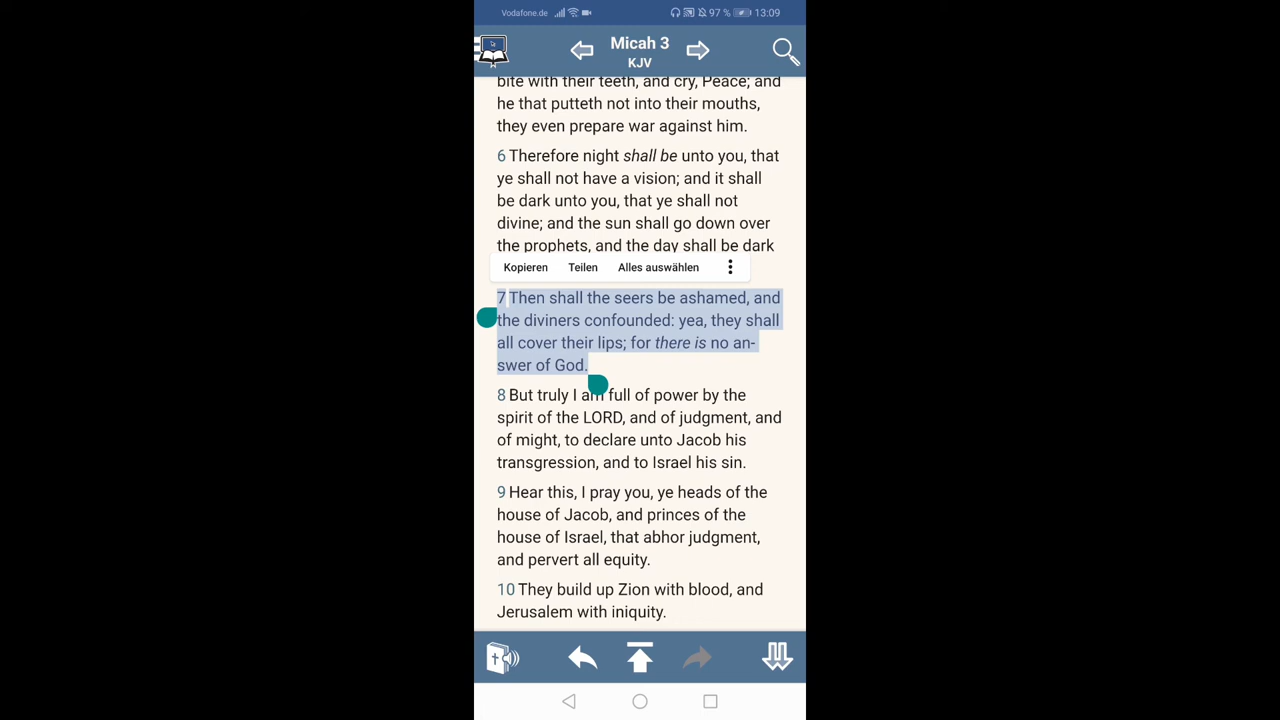 Vodafone.de 97 % 13:09
Micah 3
KJV
bite with their teeth, and cry, Peace; and
he that putteth not into their mouths,
they even prepare war against him.
6 Therefore night shall be unto you, that
ye shall not have a vision; and it shall
be dark unto you, that ye shall not
divine; and the sun shall go down over
the prophets, and the day shall be dark
Kopieren Teilen Alles auswählen
7 Then shall the seers be ashamed, and
the diviners confounded: yea, they shall
all cover their lips; for there is no an-
swer of God.
8 But truly I am full of power by the
spirit of the LORD, and of judgment, and
of might, to declare unto Jacob his
transgression, and to Israel his sin.
9 Hear this, I pray you, ye heads of the
house of Jacob, and princes of the
house of Israel, that abhor judgment,
and pervert all equity.
10 They build up Zion with blood, and
Jerusalem with iniquity.